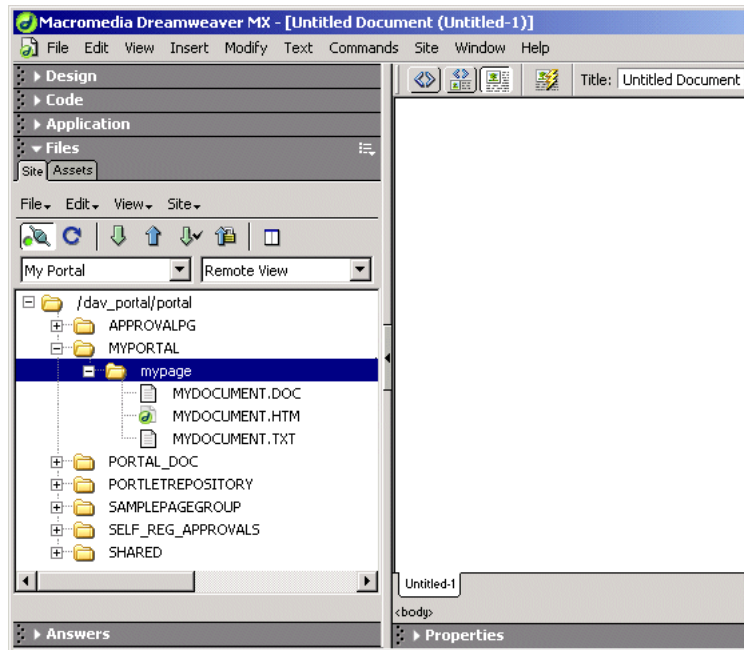 Macromedia Dreamweaver MX - [Untitled Document (Untitled-1)]
File Edit View Insert Modify Text Commands Site Window Help
Design
Code
Application
Files
Site Assets
File Edit View Site
My Portal Remote View
/dav_portal/portal
APPROVALPG
MYPORTAL
mypage
MYDOCUMENT.DOC
MYDOCUMENT.HTM
MYDOCUMENT.TXT
PORTAL_DOC
PORTLETREPOSITORY
SAMPLEPAGEGROUP
SELF_REG_APPROVALS
SHARED
Answers
Title: Untitled Document
Untitled-1
<body>
Properties